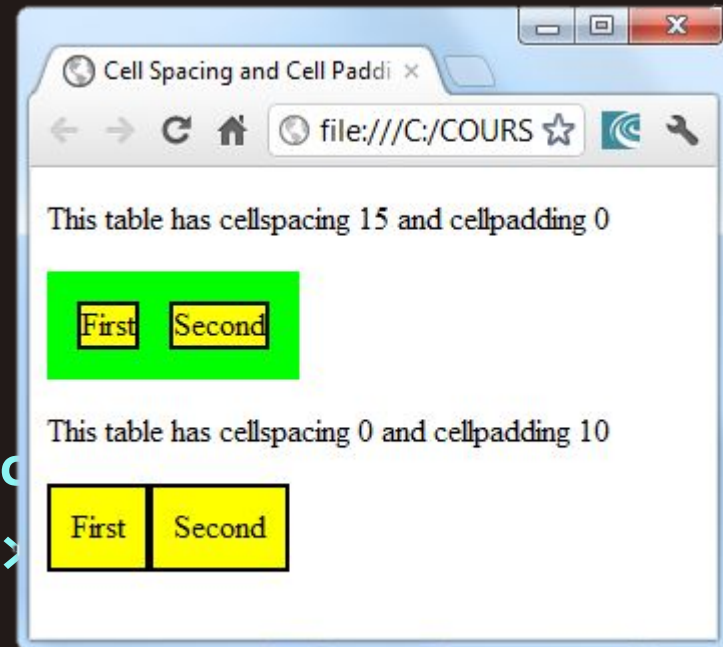 Cell Spacing and Cell Paddi
file:///C:/COURS
This table has cellspacing 15 and cellpadding 0
First Second
This table has cellspacing 0 and cellpadding 10
First Second